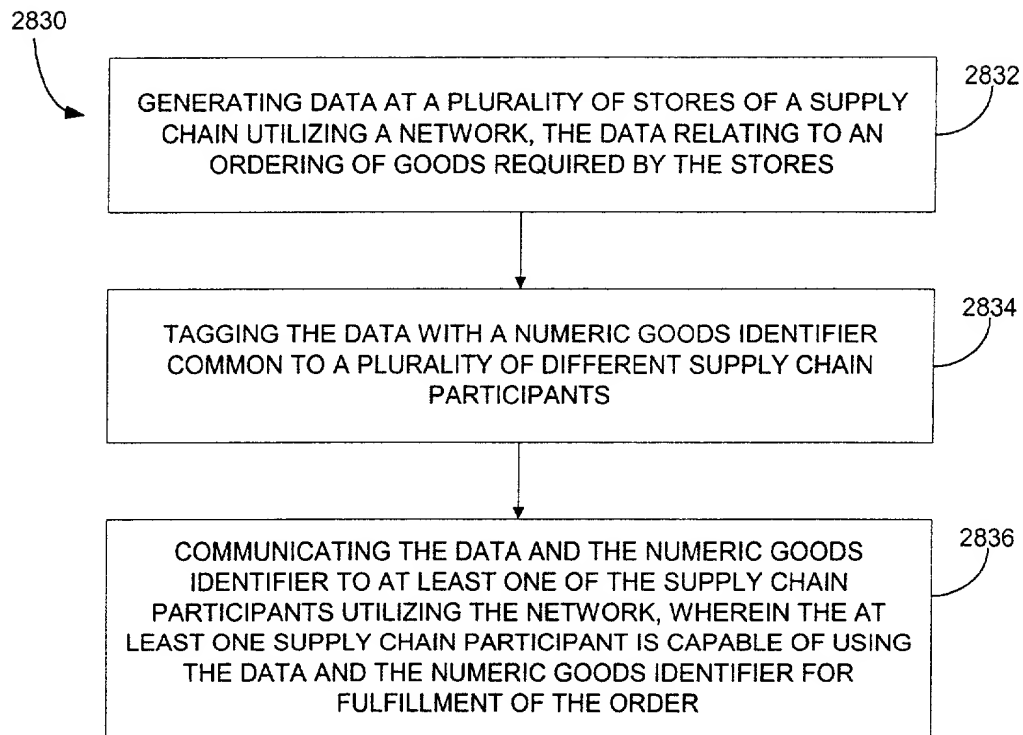 2830
2832
GENERATING DATA AT A PLURALITY OF STORES OF A SUPPLY
CHAIN UTILIZING A NETWORK, THE DATA RELATING TO AN
ORDERING OF GOODS REQUIRED BY THE STORES
2834
TAGGING THE DATA WITH A NUMERIC GOODS IDENTIFIER
COMMON TO A PLURALITY OF DIFFERENT SUPPLY CHAIN
PARTICIPANTS
2836
COMMUNICATING THE DATA AND THE NUMERIC GOODS
IDENTIFIER TO AT LEAST ONE OF THE SUPPLY CHAIN
PARTICIPANTS UTILIZING THE NETWORK, WHEREIN THE AT
LEAST ONE SUPPLY CHAIN PARTICIPANT IS CAPABLE OF USING
THE DATA AND THE NUMERIC GOODS IDENTIFIER FOR
FULFILLMENT OF THE ORDER